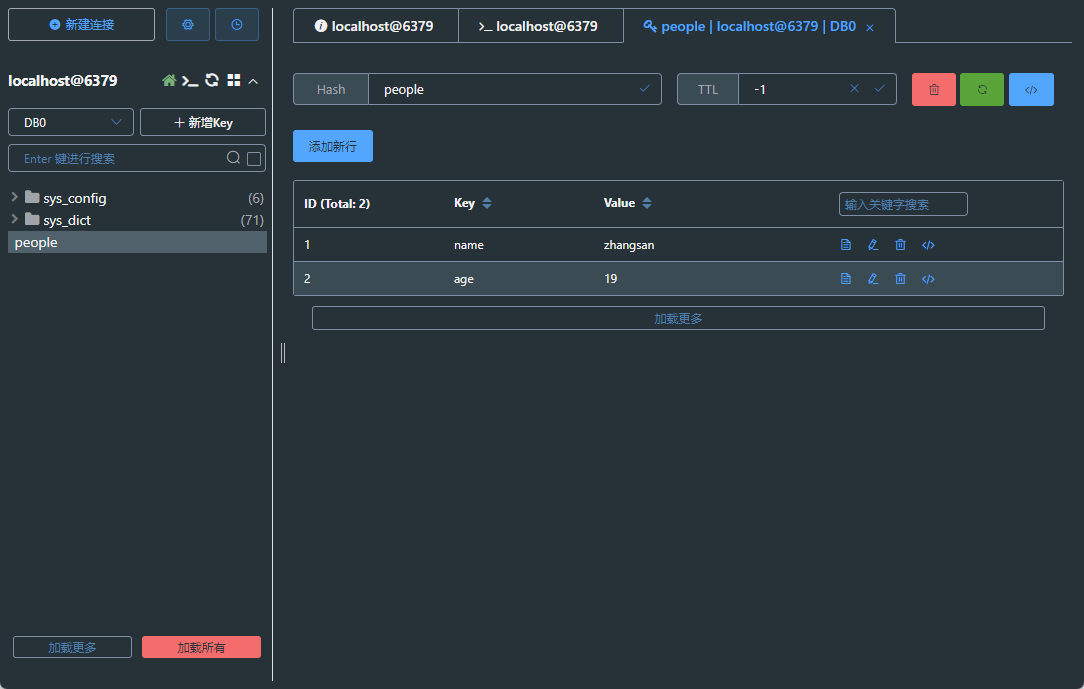 新建连接
localhost@6379
DB0
新增Key
Enter 键进行搜索
sys_config (6)
sys_dict (71)
people
加载更多 加载所有
localhost@6379 localhost@6379 people | localhost@6379 | DB0
Hash people TTL -1
添加新行
ID (Total: 2) Key Value 输入关键字搜索
1 name zhangsan
2 age 19
加载更多